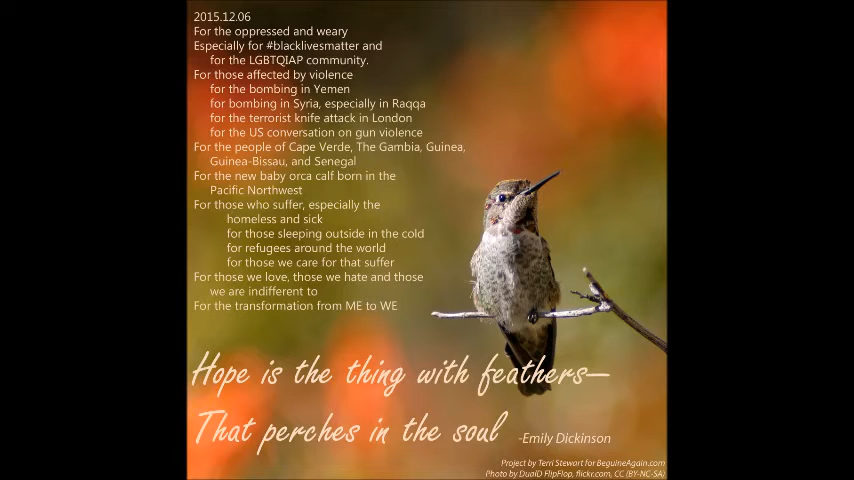 2015.12.06
For the oppressed and weary
Especially for #blacklivesmatter and
for the LGBTQIAP community.
For those affected by violence
for the bombing in Yemen
for bombing in Syria, especially in Raqqa
for the terrorist knife attack in London
for the US conversation on gun violence
For the people of Cape Verde, The Gambia, Guinea,
Guinea-Bissau, and Senegal
For the new baby orca calf born in the
Pacific Northwest
For those who suffer, especially the
homeless and sick
for those sleeping outside in the cold
for refugees around the world
for those we care for that suffer
For those we love, those we hate and those
we are indifferent to
For the transformation from ME to WE
Hope is the thing with feathers—
That perches in the soul -Emily Dickinson
Project by Terri Stewart for BeguineAgain.com
Photo by DualD FlipFlop, flickr.com, CC (BY-NC-SA)